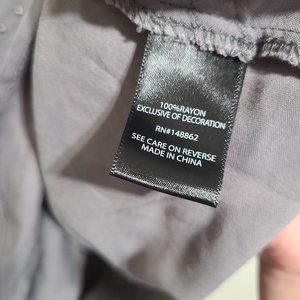 100%RAYON
EXCLUSIVE OF DECORATION
RN#148862
SEE CARE ON REVERSE
MADE IN CHINA